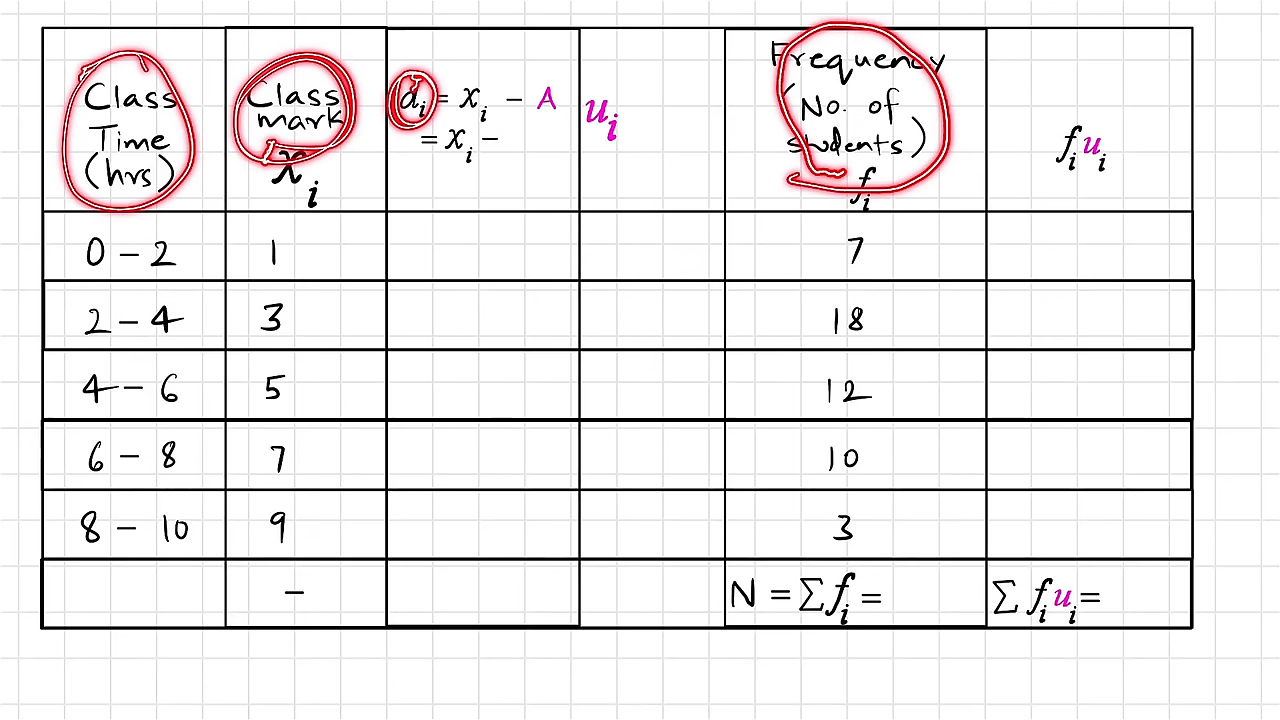 Class Time (hrs)
Class mark xᵢ
dᵢ = xᵢ – A
= xᵢ –
uᵢ
Frequency (No. of students) fᵢ
fᵢuᵢ
0 – 2 1 7
2 – 4 3 18
4 – 6 5 12
6 – 8 7 10
8 – 10 9 3
– N = Σfᵢ = Σfᵢuᵢ =